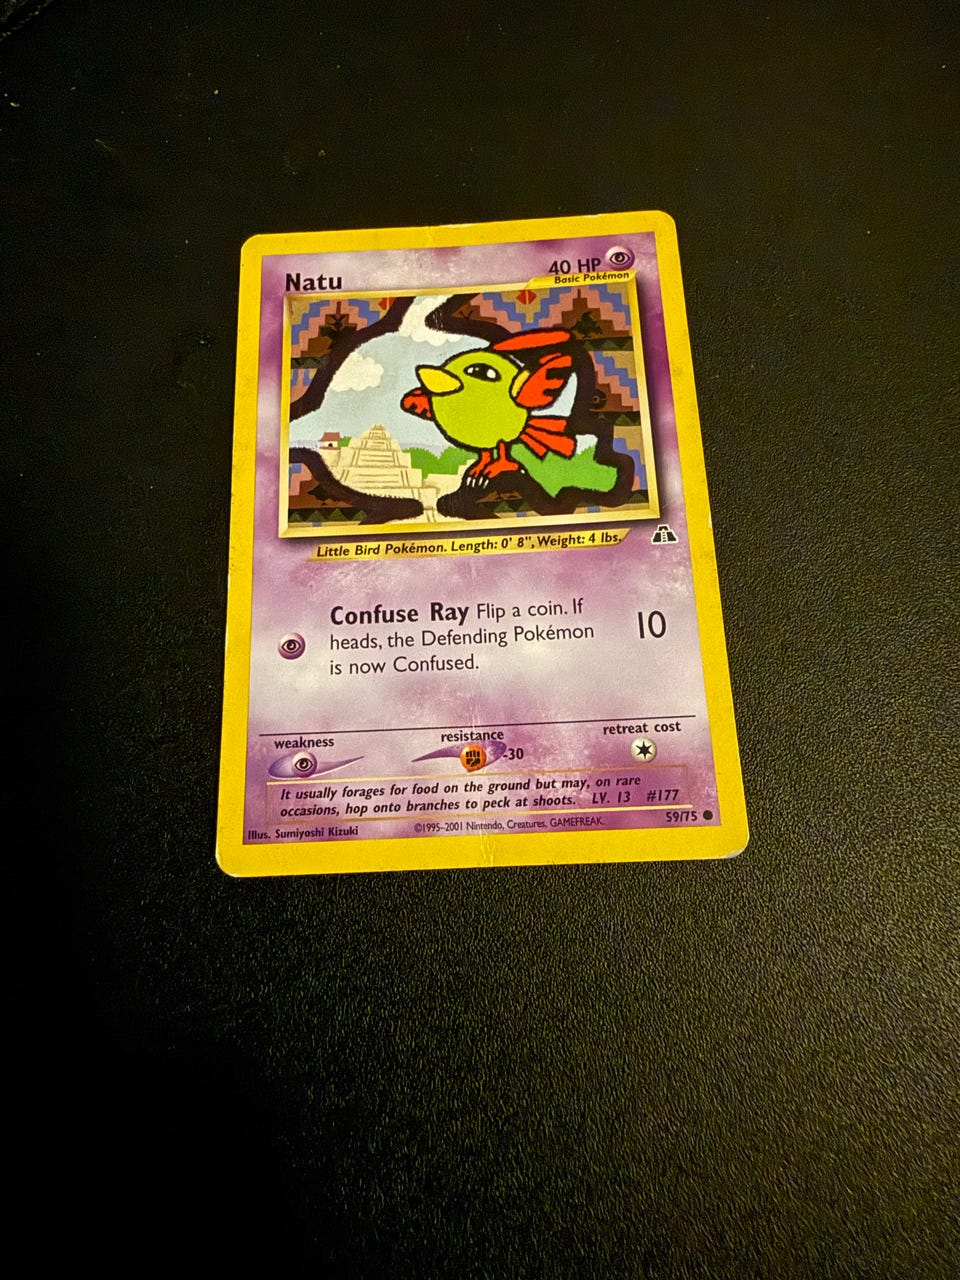 Natu
40 HP
Basic Pokémon
Little Bird Pokémon. Length: 0' 8", Weight: 4 lbs.
Confuse Ray Flip a coin. If
heads, the Defending Pokémon
is now Confused.
10
weakness
resistance
-30
retreat cost
It usually forages for food on the ground but may, on rare
occasions, hop onto branches to peck at shoots. LV. 13 #177
Illus. Sumiyoshi Kizuki
©1995-2001 Nintendo, Creatures, GAMEFREAK.
59/75